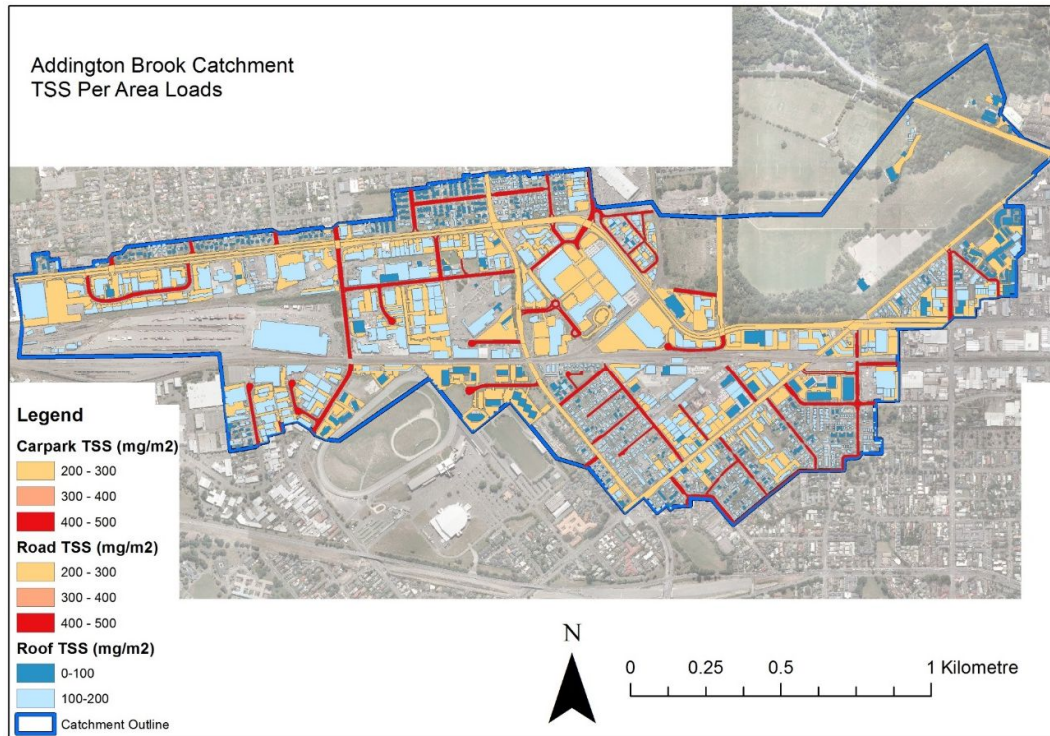 Addington Brook Catchment
TSS Per Area Loads
Legend
Carpark TSS (mg/m2)
200 - 300
300 - 400
400 - 500
Road TSS (mg/m2)
200 - 300
300 - 400
400 - 500
Roof TSS (mg/m2)
0-100
100-200
Catchment Outline
N
0 0.25 0.5 1 Kilometre